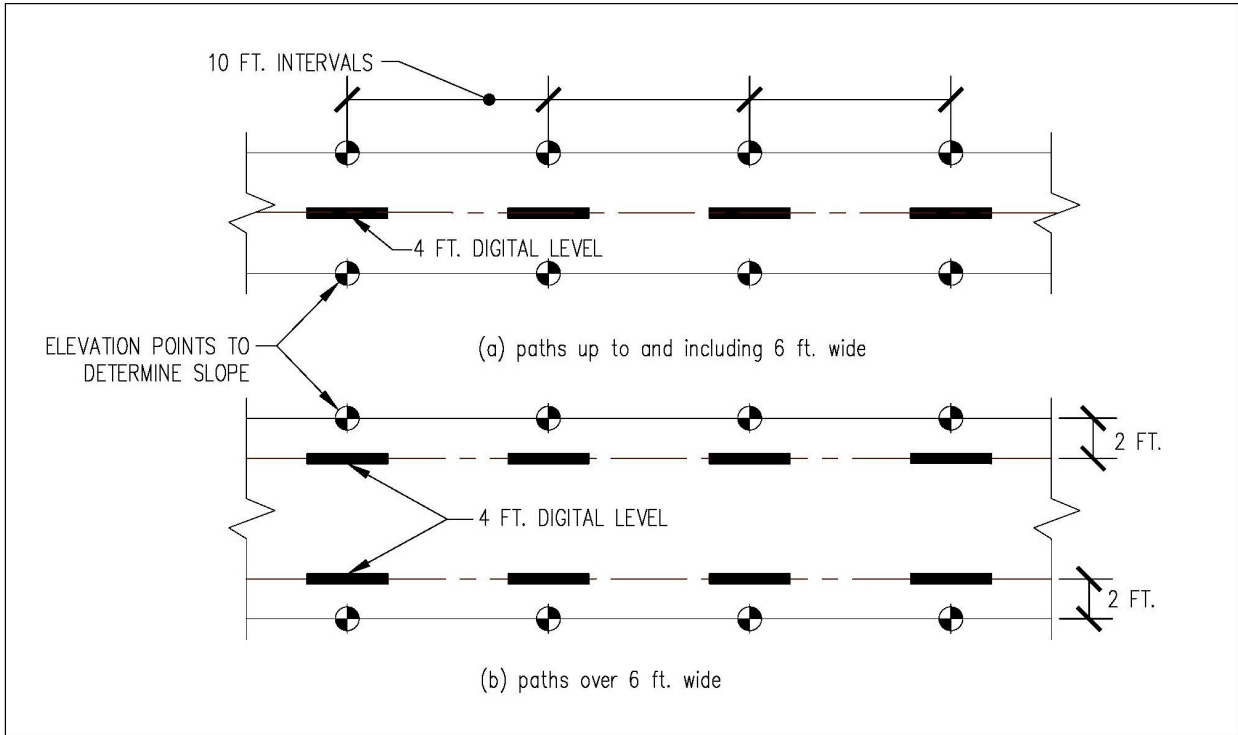 10 FT. INTERVALS
4 FT. DIGITAL LEVEL
ELEVATION POINTS TO
DETERMINE SLOPE
(a) paths up to and including 6 ft. wide
2 FT.
4 FT. DIGITAL LEVEL
2 FT.
(b) paths over 6 ft. wide